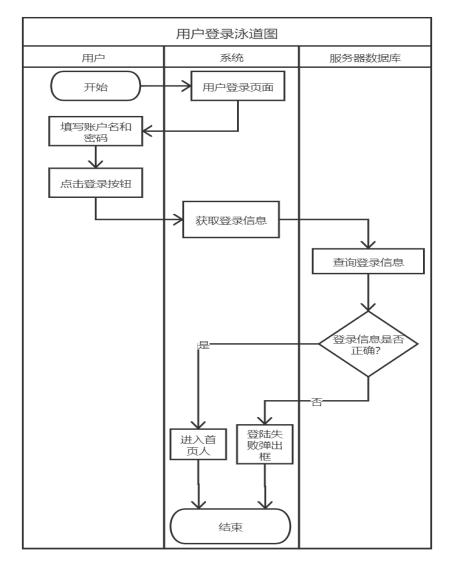 用户登录泳道图
用户
系统
服务器数据库
开始
用户登录页面
填写账户名和
密码
点击登录按钮
获取登录信息
查询登录信息
登录信息是否
正确?
是
否
进入首
页人
登陆失
败弹出
框
结束